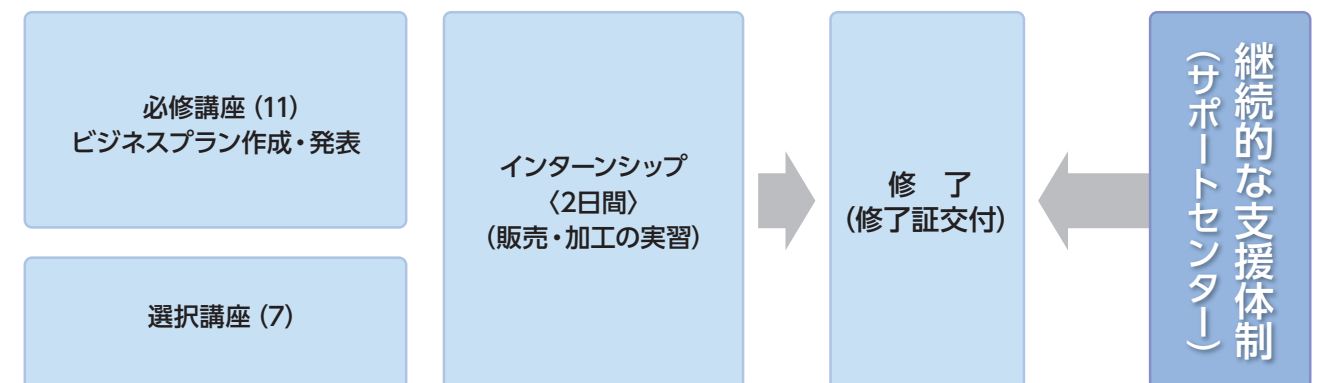 必修講座（11）
ビジネスプラン作成・発表
選択講座（7）
インターンシップ
〈2日間〉
（販売・加工の実習）
修　了
（修了証交付）
継続的な支援体制
（サポートセンター）